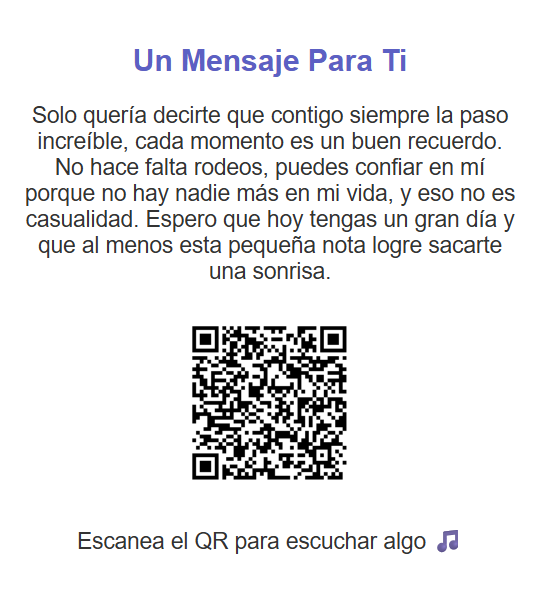 Un Mensaje Para Ti
Solo quería decirte que contigo siempre la paso
increíble, cada momento es un buen recuerdo.
No hace falta rodeos, puedes confiar en mí
porque no hay nadie más en mi vida, y eso no es
casualidad. Espero que hoy tengas un gran día y
que al menos esta pequeña nota logre sacarte
una sonrisa.
Escanea el QR para escuchar algo 🎵